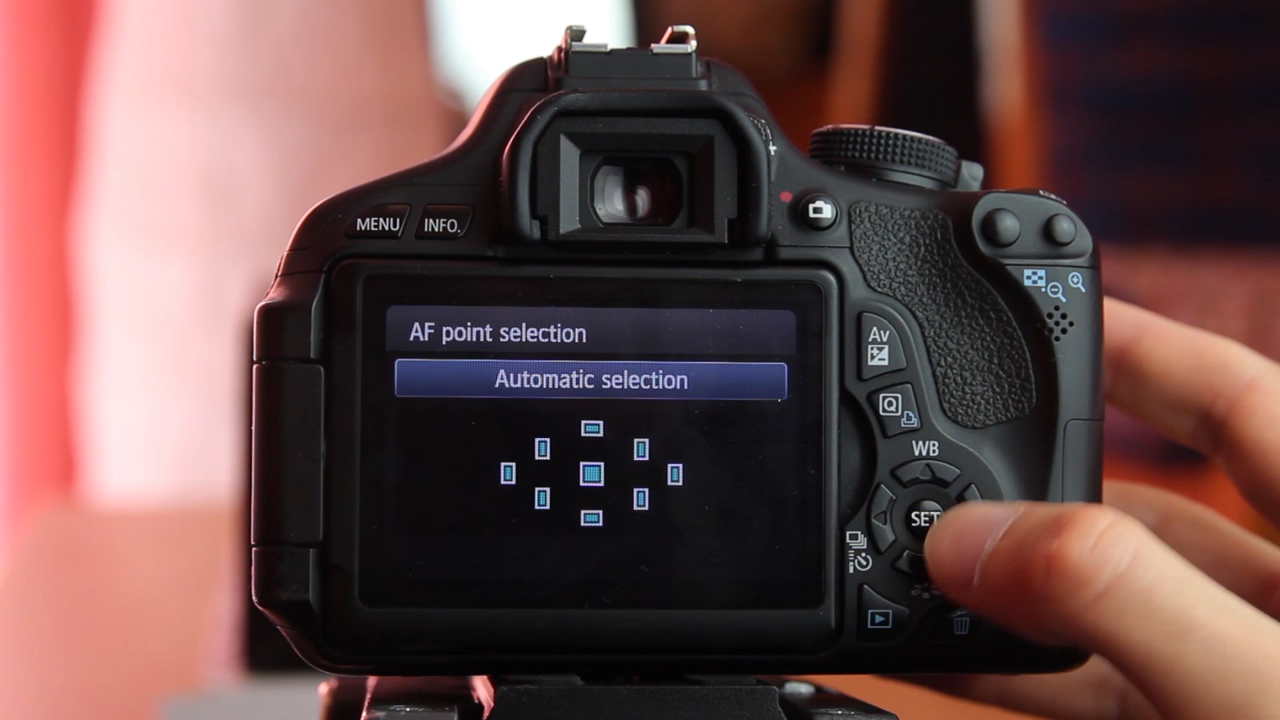 MENU
INFO.
AF point selection
Automatic selection
Av
Q
WB
SET